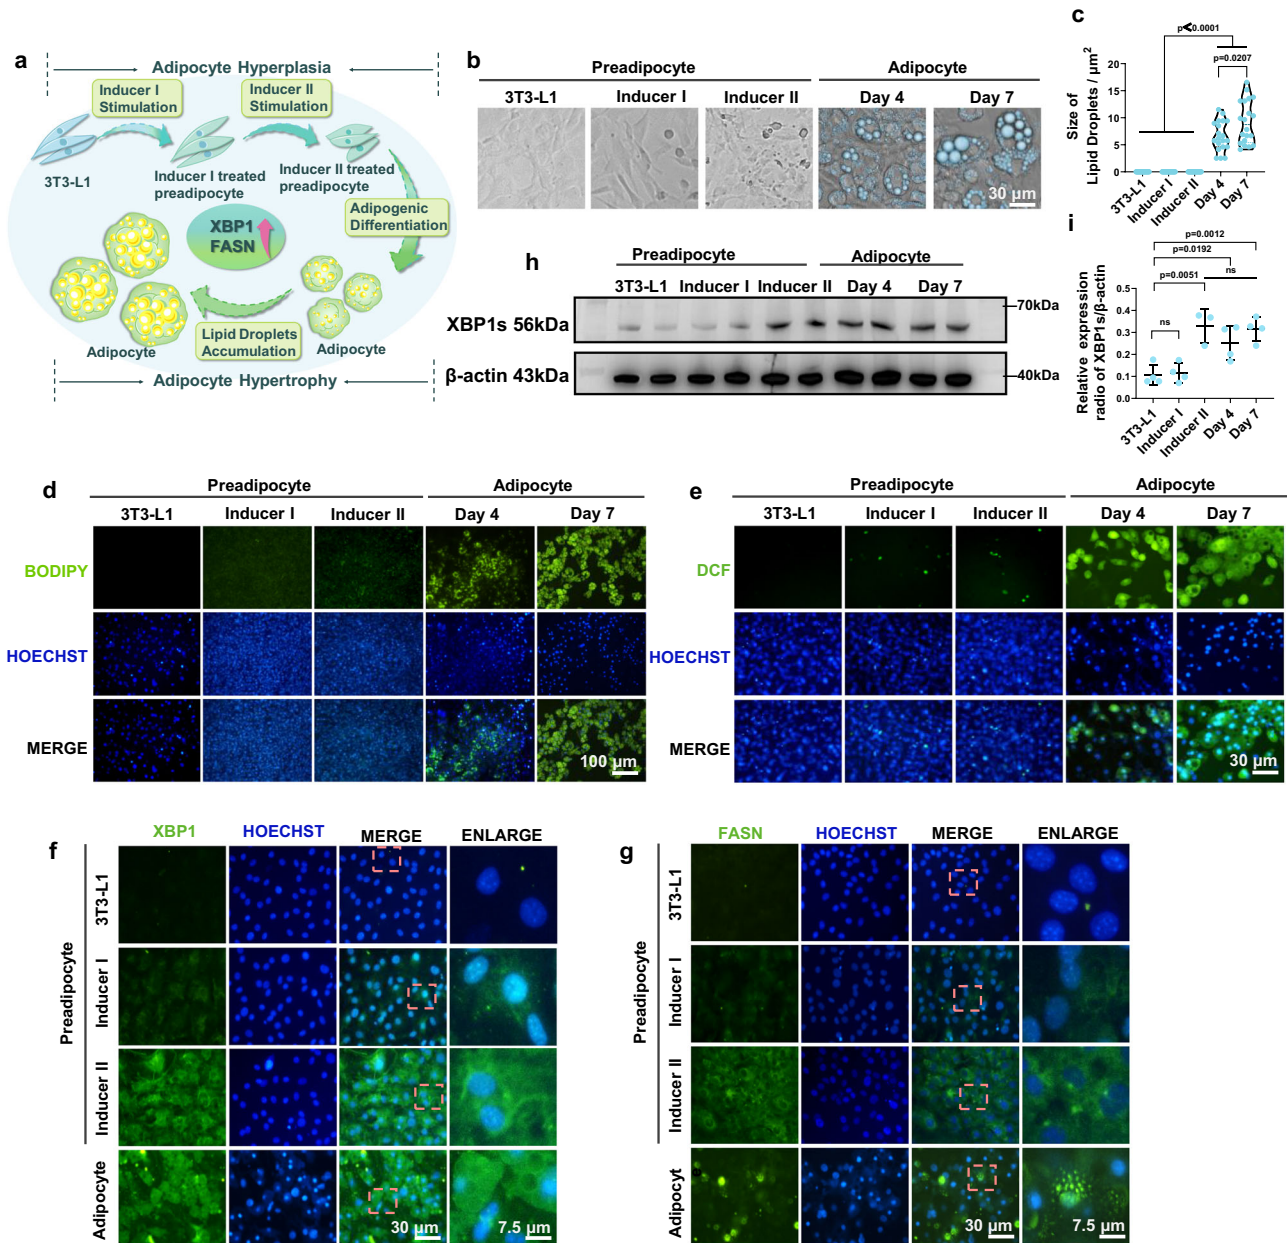 a
Adipocyte Hyperplasia
Inducer I
Stimulation
Inducer II
Stimulation
3T3-L1
Inducer I treated
preadipocyte
Inducer II treated
preadipocyte
XBP1
FASN
Adipogenic
Differentiation
Lipid Droplets
Accumulation
Adipocyte
Adipocyte
Adipocyte Hypertrophy
b
Preadipocyte
Adipocyte
3T3-L1
Inducer I
Inducer II
Day 4
Day 7
30 µm
c
p<0.0001
p=0.0207
Size of
Lipid Droplets / µm²
20
15
10
5
0
3T3-L1
Inducer I
Inducer II
Day 4
Day 7
h
Preadipocyte
Adipocyte
3T3-L1
Inducer I
Inducer II
Day 4
Day 7
XBP1s 56kDa
70kDa
β-actin 43kDa
40kDa
i
p=0.0012
p=0.0192
p=0.0051
ns
ns
Relative expression
radio of XBP1s/β-actin
0.5
0.4
0.3
0.2
0.1
0.0
3T3-L1
Inducer I
Inducer II
Day 4
Day 7
d
Preadipocyte
Adipocyte
3T3-L1
Inducer I
Inducer II
Day 4
Day 7
BODIPY
HOECHST
MERGE
100 µm
e
Preadipocyte
Adipocyte
3T3-L1
Inducer I
Inducer II
Day 4
Day 7
DCF
HOECHST
MERGE
30 µm
f
XBP1
HOECHST
MERGE
ENLARGE
Preadipocyte
3T3-L1
Inducer I
Inducer II
Adipocyte
30 µm
7.5 µm
g
FASN
HOECHST
MERGE
ENLARGE
Preadipocyte
3T3-L1
Inducer I
Inducer II
Adipocyt
30 µm
7.5 µm